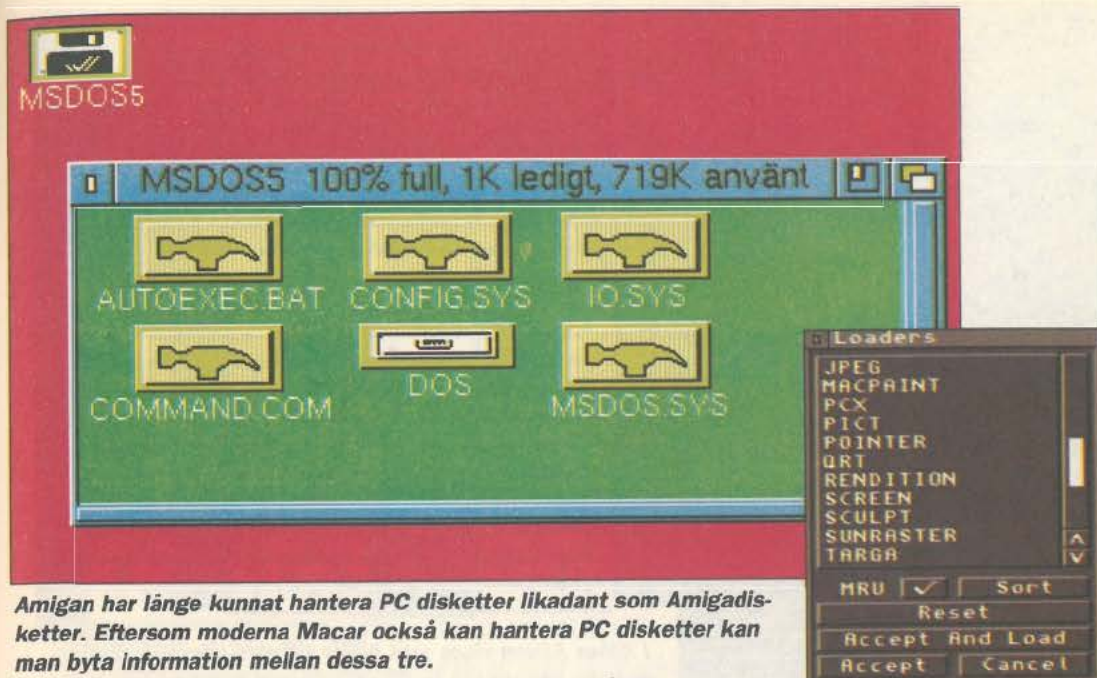 MSDOS5
MSDOS5 100% full, 1K ledigt, 719K använt
AUTOEXEC.BAT CONFIG.SYS IO.SYS
COMMAND.COM DOS MSDOS.SYS
Amigan har länge kunnat hantera PC disketter likadant som Amigadis-
ketter. Eftersom moderna Macar också kan hantera PC disketter kan
man byta information mellan dessa tre.
Loaders
JPEG
MACPAINT
PCX
PICT
POINTER
QRT
RENDITION
SCREEN
SCULPT
SUNRASTER
TARGA
MRU Sort
Reset
Accept And Load
Accept Cancel